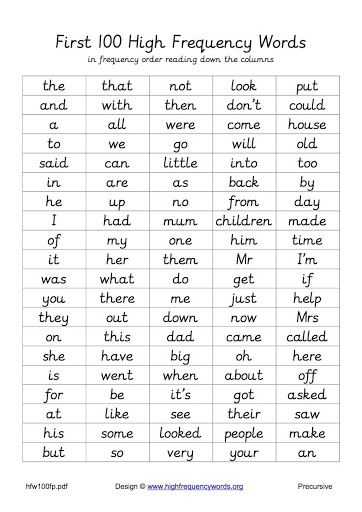 First 100 High Frequency Words
in frequency order reading down the columns
the that not look put
and with then don't could
a all were come house
to we go will old
said can little into too
in are as back by
he up no from day
I had mum children made
of my one him time
it her them Mr I'm
was what do get if
you there me just help
they out down now Mrs
on this dad came called
she have big oh here
is went when about off
for be it's got asked
at like see their saw
his some looked people make
but so very your an
hfw100fp.pdf Design © www.highfrequencywords.org Precursive